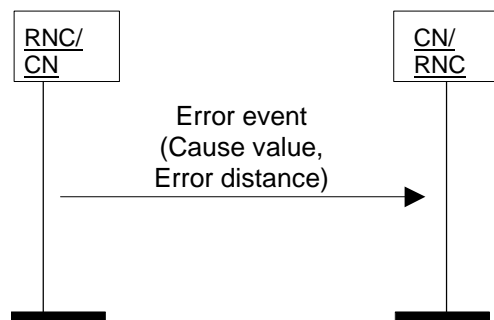 RNC/
CN
CN/
RNC
Error event
(Cause value,
Error distance)